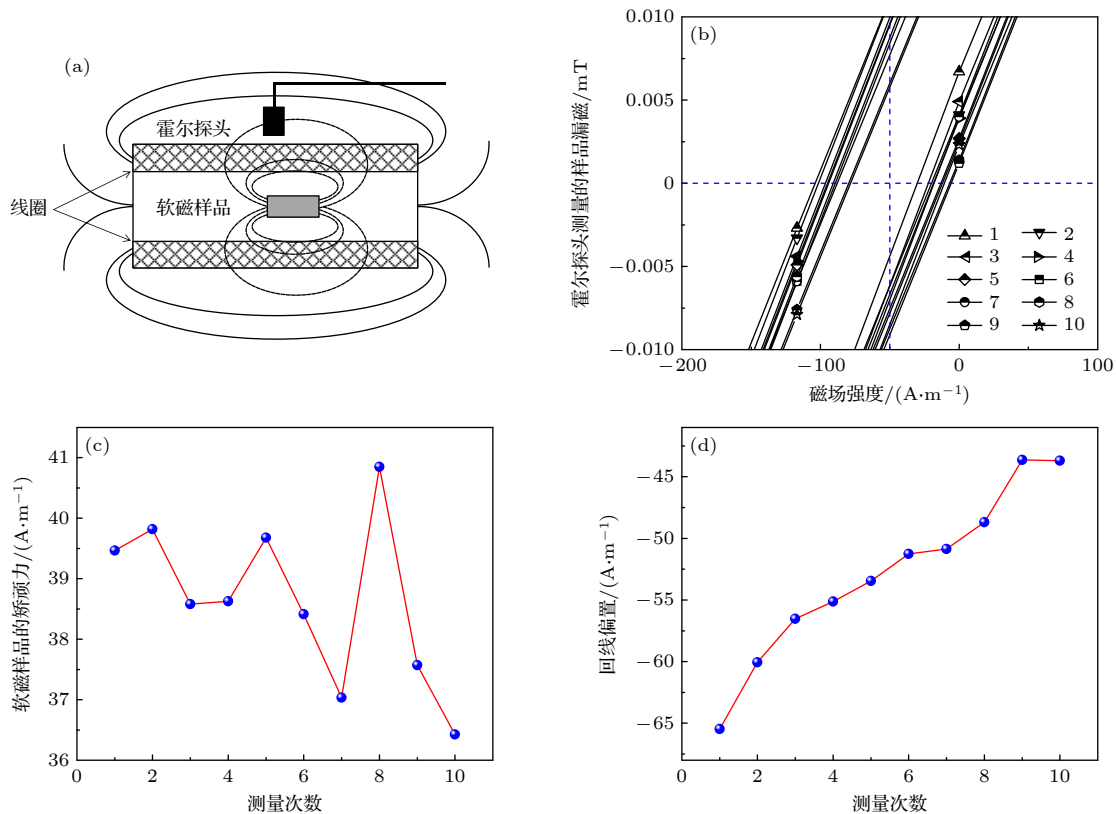 (a)
霍尔探头
线圈
软磁样品
(b)
0.010
0.005
0
−0.005
−0.010
霍尔探头测量的样品漏磁/mT
1 2
3 4
5 6
7 8
9 10
−200 −100 0 100
磁场强度/(A·m⁻¹)
(c)
41
40
39
38
37
36
软磁样品的矫顽力/(A·m⁻¹)
0 2 4 6 8 10
测量次数
(d)
−45
−50
−55
−60
−65
回线偏置/(A·m⁻¹)
0 2 4 6 8 10
测量次数